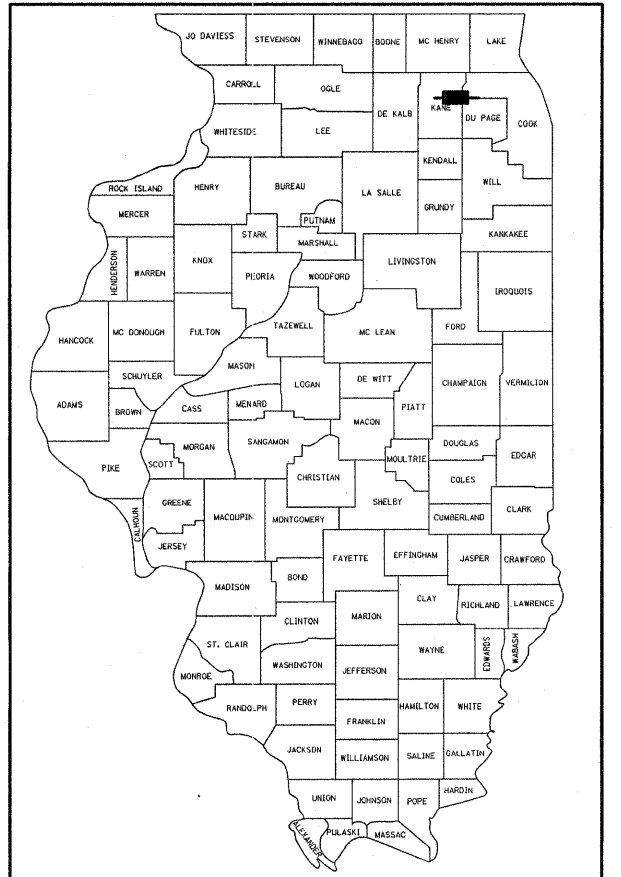 JO DAVIESS
STEVENSON
WINNEBAGO
BOONE
MC HENRY
LAKE
CARROLL
OGLE
DE KALB
KANE
DU PAGE
COOK
WHITESIDE
LEE
KENDALL
WILL
ROCK ISLAND
HENRY
BUREAU
LA SALLE
GRUNDY
MERCER
PUTNAM
KANKAKEE
STARK
MARSHALL
HENDERSON
WARREN
KNOX
PEORIA
WOODFORD
LIVINGSTON
IROQUOIS
HANCOCK
MC DONOUGH
FULTON
TAZEWELL
MC LEAN
FORD
MASON
SCHUYLER
LOGAN
DE WITT
CHAMPAIGN
VERMILION
ADAMS
BROWN
CASS
MENARD
PIATT
MACON
MORGAN
SANGAMON
DOUGLAS
PIKE
SCOTT
CHRISTIAN
MOULTRIE
EDGAR
COLES
CALHOUN
GREENE
MACOUPIN
MONTGOMERY
SHELBY
CUMBERLAND
CLARK
JERSEY
FAYETTE
EFFINGHAM
JASPER
CRAWFORD
MADISON
BOND
CLAY
RICHLAND
LAWRENCE
CLINTON
MARION
ST. CLAIR
WAYNE
EDWARDS
WABASH
WASHINGTON
JEFFERSON
MONROE
RANDOLPH
PERRY
HAMILTON
WHITE
FRANKLIN
JACKSON
WILLIAMSON
SALINE
GALLATIN
UNION
JOHNSON
POPE
HARDIN
ALEXANDER
PULASKI
MASSAC